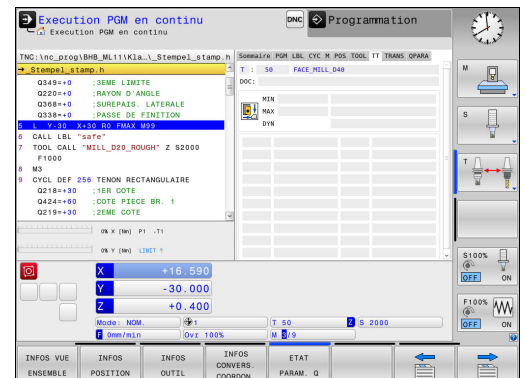 Execution PGM en continu
Execution PGM en continu
DNC
Programmation
TNC:\nc_prog\BHB_ML11\Kla…\_Stempel_stamp.h
→_Stempel_stamp.h
Q349=+0 ;3EME LIMITE
Q220=+0 ;RAYON D'ANGLE
Q368=+0 ;SUREPAIS. LATERALE
Q338=+0 ;PASSE DE FINITION
5 L Y-30 X+30 R0 FMAX M99
6 CALL LBL "safe"
7 TOOL CALL "MILL_D20_ROUGH" Z S2000
F1000
8 M3
9 CYCL DEF 256 TENON RECTANGULAIRE
Q218=+30 ;1ER COTE
Q424=+60 ;COTE PIECE BR. 1
Q219=+30 ;2EME COTE
0% X [Nm] P1 -T1
0% Y [Nm] LIMIT 1
Sommaire PGM LBL CYC M POS TOOL TT TRANS QPARA
T : 50 FACE_MILL_D40
DOC:
MIN
MAX
DYN
M
S
T
S100%
OFF ON
F100%
OFF ON
X +16.590
Y -30.000
Z +0.400
Mode: NOM. 1 T 50 Z S 2000
F 0mm/min Ovr 100% M 3/9
INFOS VUE ENSEMBLE
INFOS POSITION
INFOS OUTIL
INFOS CONVERS. COORDON.
ETAT PARAM. Q